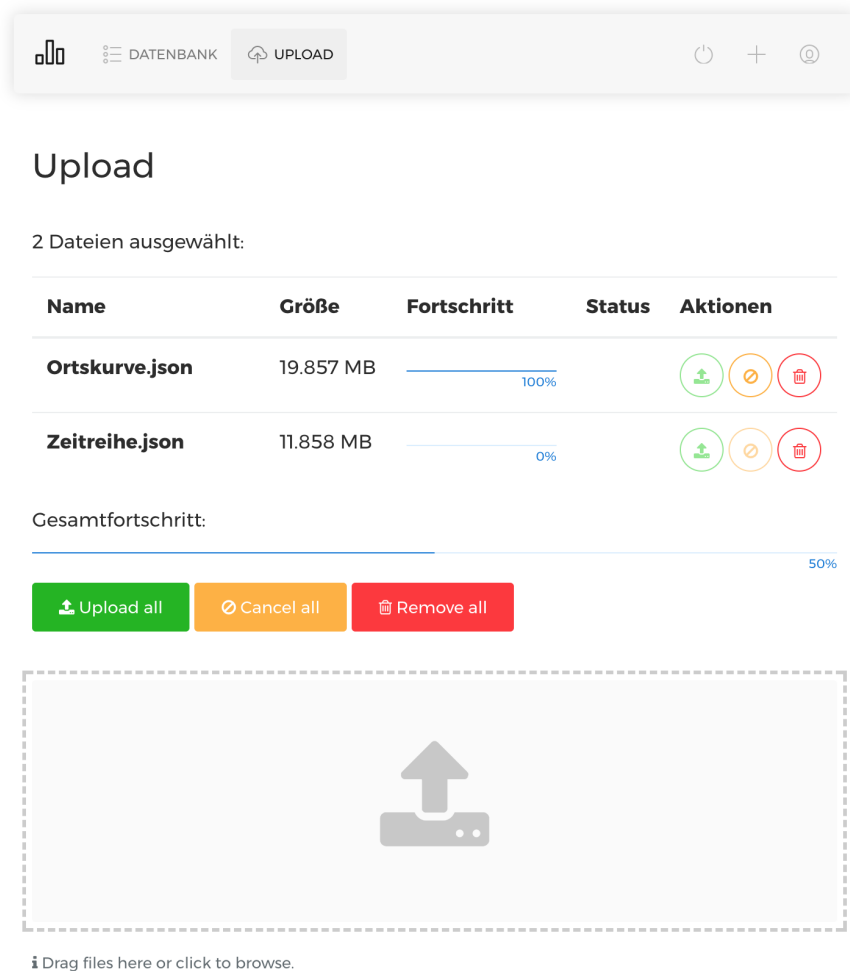 DATENBANK UPLOAD
Upload
2 Dateien ausgewählt:
Name Größe Fortschritt Status Aktionen
Ortskurve.json 19.857 MB 100%
Zeitreihe.json 11.858 MB 0%
Gesamtfortschritt:
50%
Upload all Cancel all Remove all
Drag files here or click to browse.